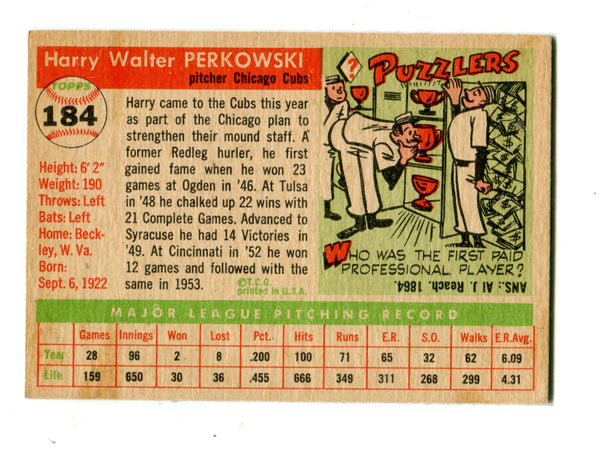 Harry Walter PERKOWSKI
pitcher Chicago Cubs
TOPPS
184
Height: 6' 2"
Weight: 190
Throws: Left
Bats: Left
Home: Beck-
ley, W. Va.
Born:
Sept. 6, 1922
Harry came to the Cubs this year
as part of the Chicago plan to
strengthen their mound staff. A
former Redleg hurler, he first
gained fame when he won 23
games at Ogden in '46. At Tulsa
in '48 he chalked up 22 wins with
21 Complete Games. Advanced to
Syracuse he had 14 Victories in
'49. At Cincinnati in '52 he won
12 games and followed with the
same in 1953.
©T.C.G.
printed in U.S.A.
?
PUZZLERS
WHO WAS THE FIRST PAID
PROFESSIONAL PLAYER?
ANS.: Al J. Reach. 1864.
MAJOR LEAGUE PITCHING RECORD
Games Innings Won Lost Pct. Hits Runs E.R. S.O. Walks E.R.Avg.
Year 28 96 2 8 .200 100 71 65 32 62 6.09
Life 159 650 30 36 .455 666 349 311 268 299 4.31